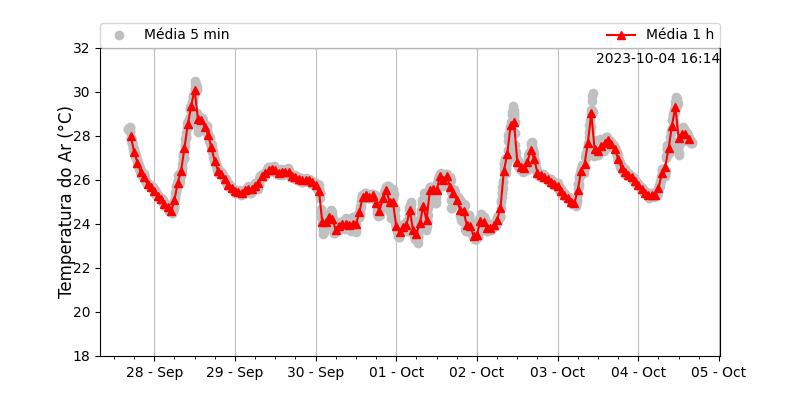 Média 5 min
Média 1 h
2023-10-04 16:14
Temperatura do Ar (°C)
32
30
28
26
24
22
20
18
28 - Sep
29 - Sep
30 - Sep
01 - Oct
02 - Oct
03 - Oct
04 - Oct
05 - Oct